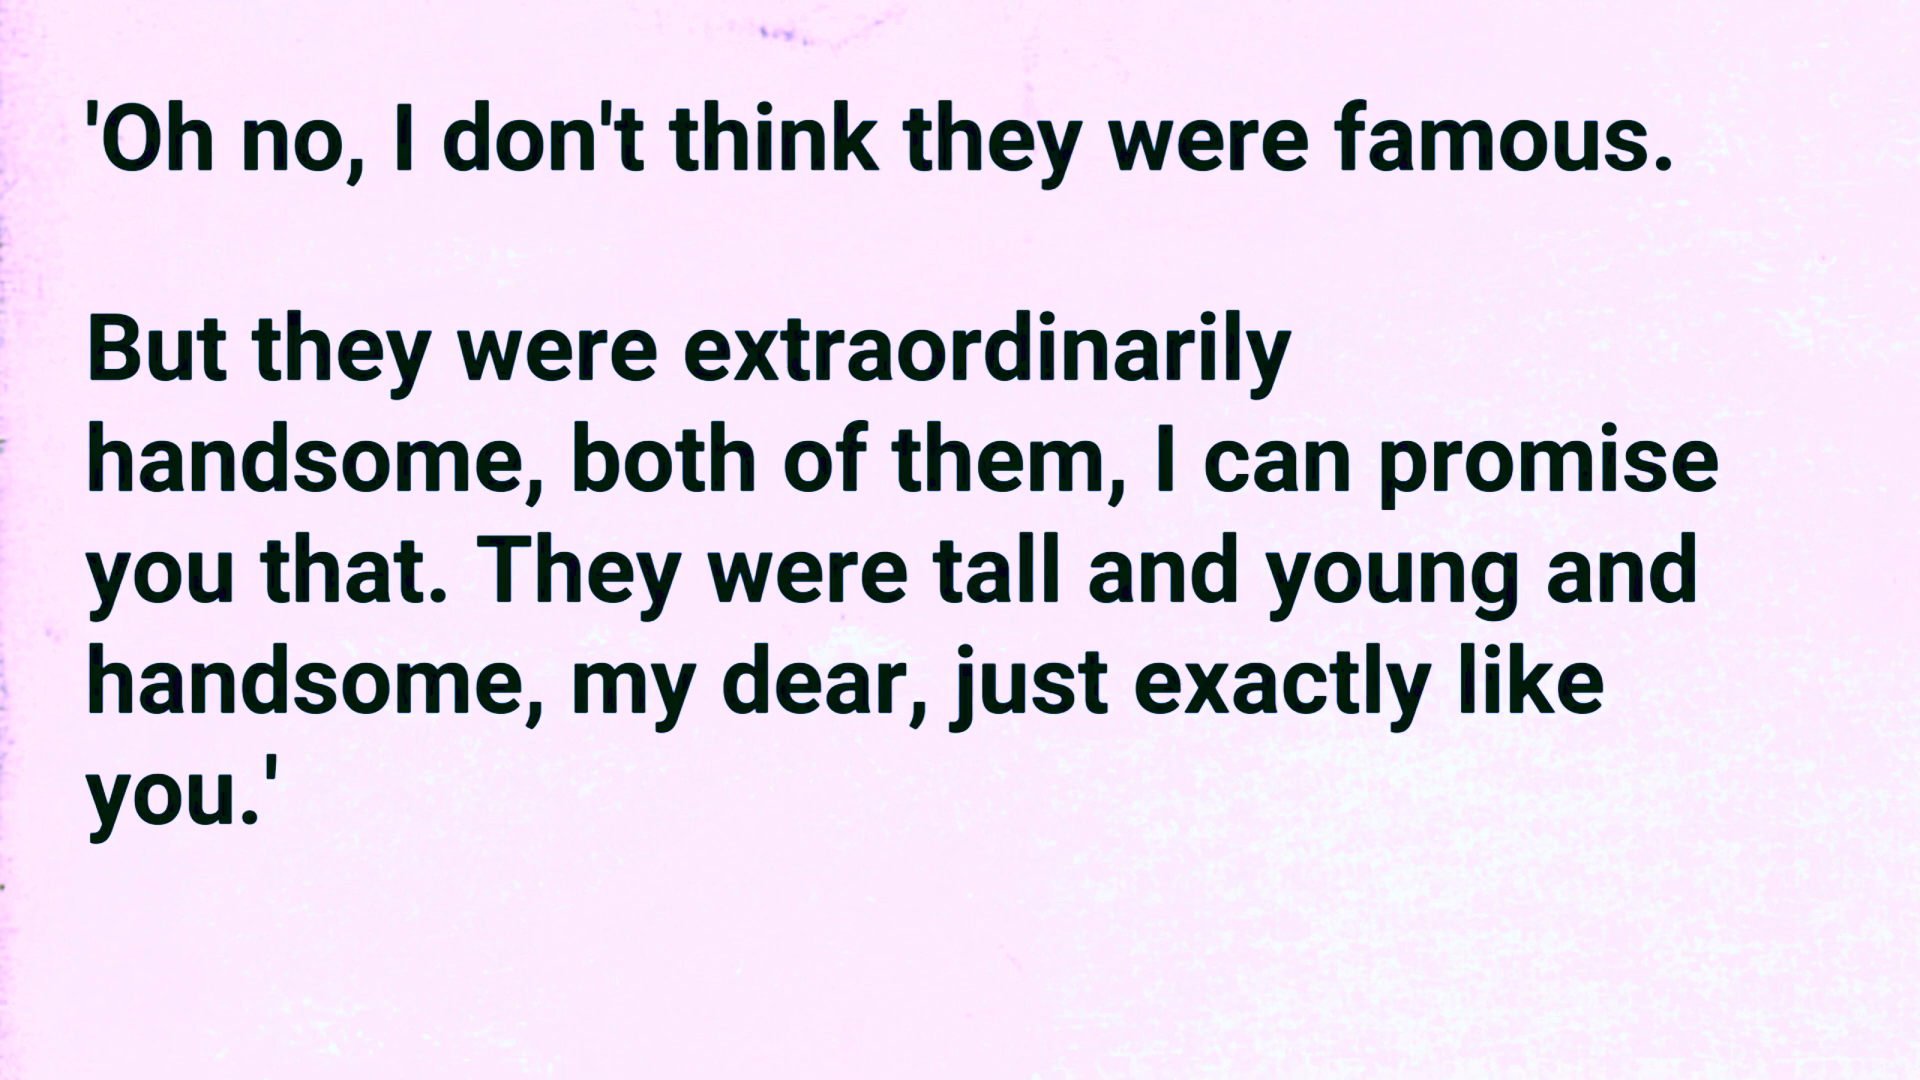 'Oh no, I don't think they were famous.
But they were extraordinarily
handsome, both of them, I can promise
you that. They were tall and young and
handsome, my dear, just exactly like
you.'